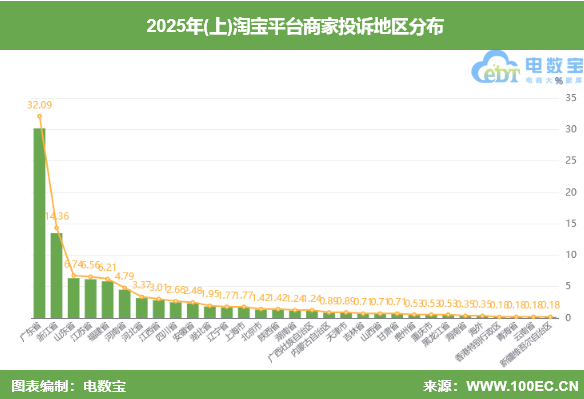 2025年(上)淘宝平台商家投诉地区分布
电数宝
电商大数据库
%
35
30
25
20
15
10
5
0
32.09
14.36
6.74
6.56
6.21
4.79
3.37
3.01
2.66
2.48
1.95
1.77
1.77
1.42
1.42
1.24
1.24
0.89
0.89
0.71
0.71
0.71
0.53
0.53
0.53
0.35
0.35
0.18
0.18
0.18
0.18
广东省
浙江省
山东省
江苏省
福建省
河南省
河北省
江西省
四川省
安徽省
湖北省
辽宁省
上海市
北京市
陕西省
湖南省
广西壮族自治区
内蒙古自治区
天津市
吉林省
山西省
甘肃省
贵州省
重庆市
黑龙江省
海南省
海外
香港特别行政区
青海省
云南省
新疆维吾尔自治区
图表编制：电数宝
来源：WWW.100EC.CN